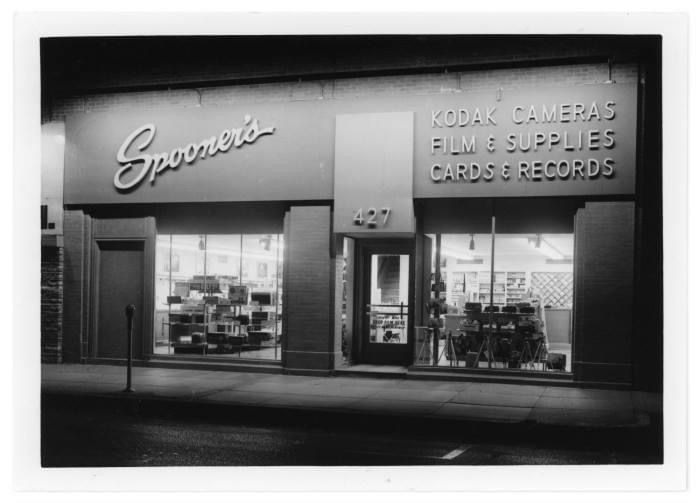 Spooner's
KODAK CAMERAS
FILM & SUPPLIES
CARDS & RECORDS
427